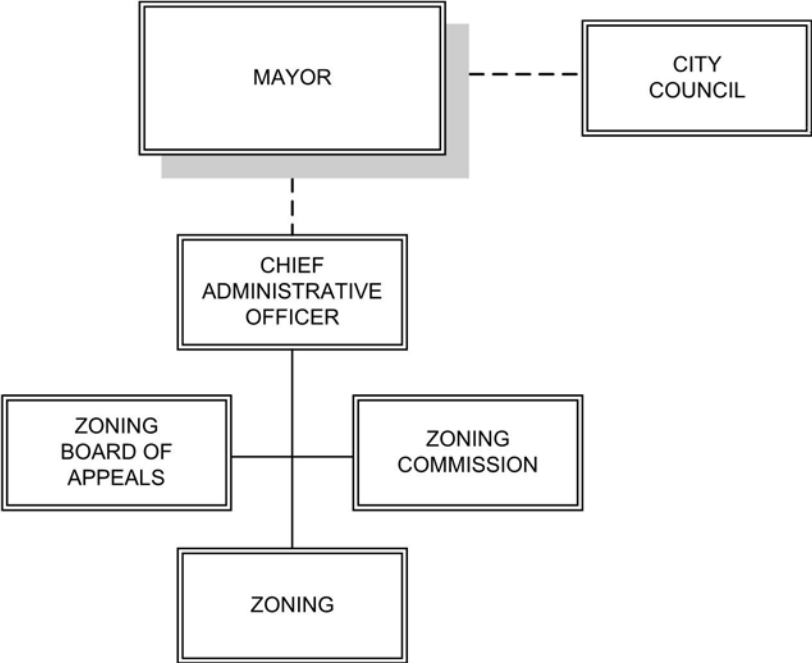 MAYOR
CITY
COUNCIL
CHIEF
ADMINISTRATIVE
OFFICER
ZONING
BOARD OF
APPEALS
ZONING
COMMISSION
ZONING